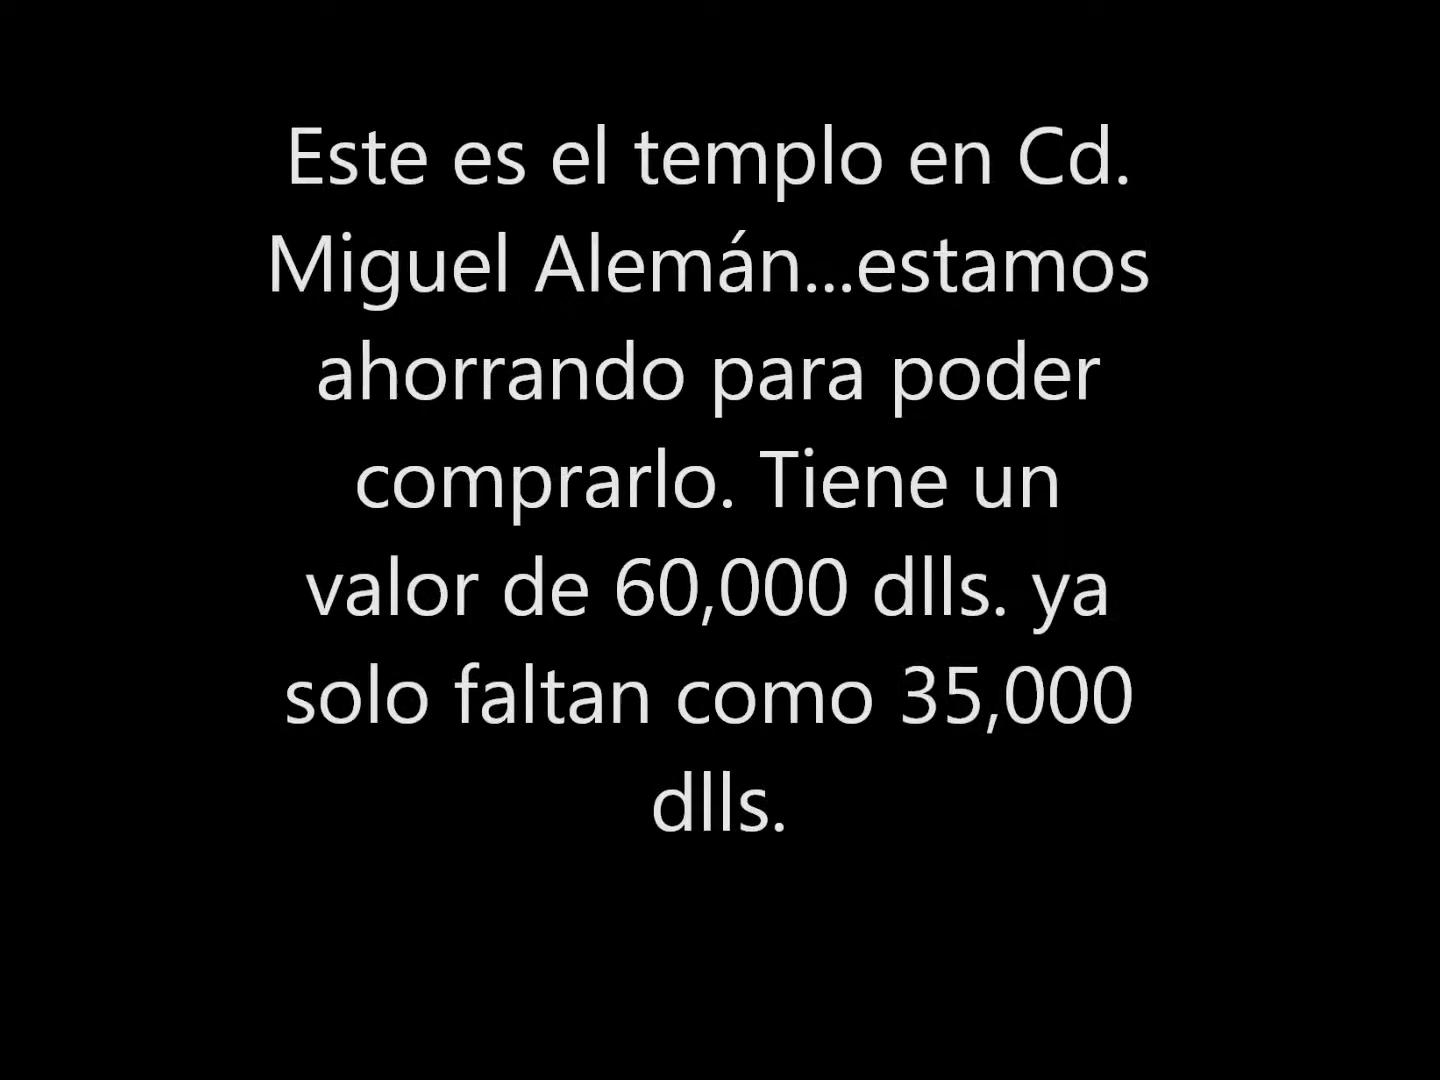 Este es el templo en Cd.
Miguel Alemán...estamos
ahorrando para poder
comprarlo. Tiene un
valor de 60,000 dlls. ya
solo faltan como 35,000
dlls.